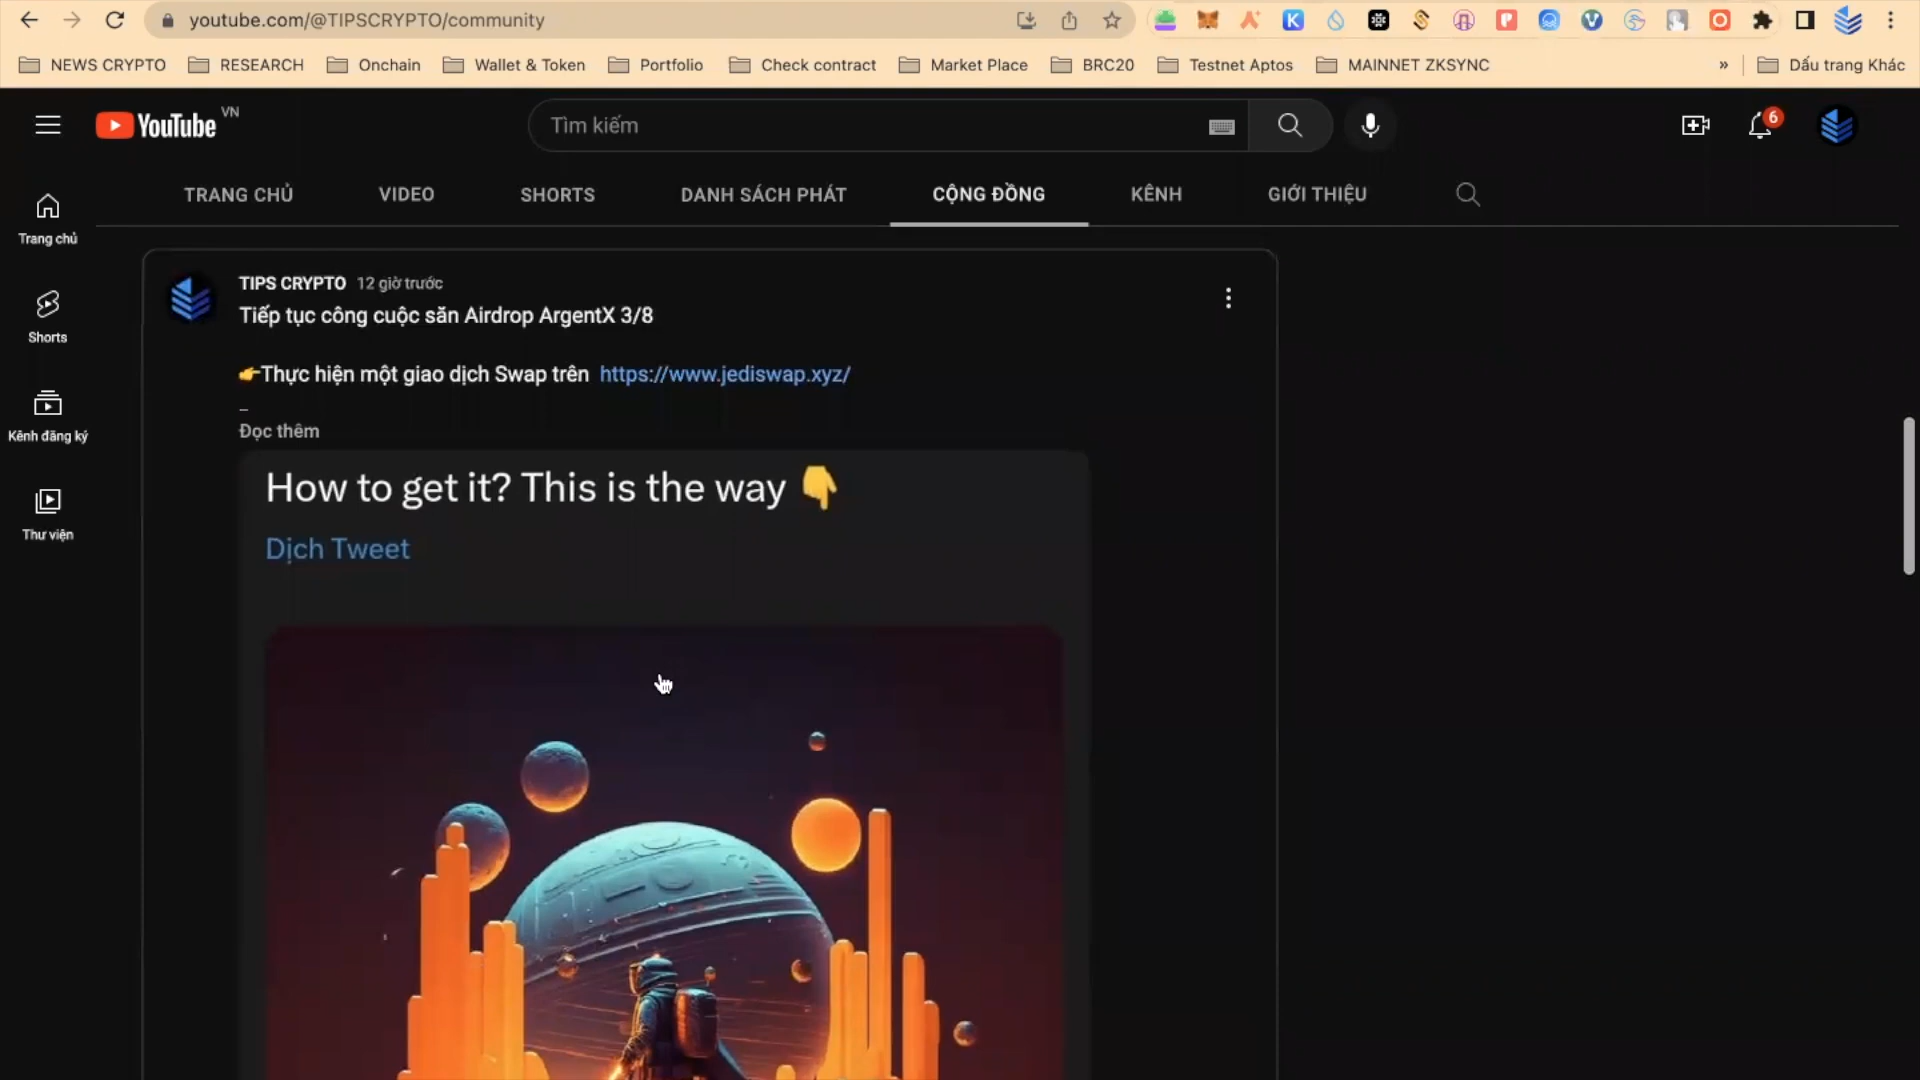 youtube.com/@TIPSCRYPTO/community
NEWS CRYPTO RESEARCH Onchain Wallet & Token Portfolio Check contract Market Place BRC20 Testnet Aptos MAINNET ZKSYNC » Dấu trang Khác
YouTube VN
Tìm kiếm
6
TRANG CHỦ VIDEO SHORTS DANH SÁCH PHÁT CỘNG ĐỒNG KÊNH GIỚI THIỆU
Trang chủ
Shorts
Kênh đăng ký
Thư viện
TIPS CRYPTO 12 giờ trước
Tiếp tục công cuộc săn Airdrop ArgentX 3/8
👉Thực hiện một giao dịch Swap trên https://www.jediswap.xyz/
_
Đọc thêm
How to get it? This is the way 👇
Dịch Tweet